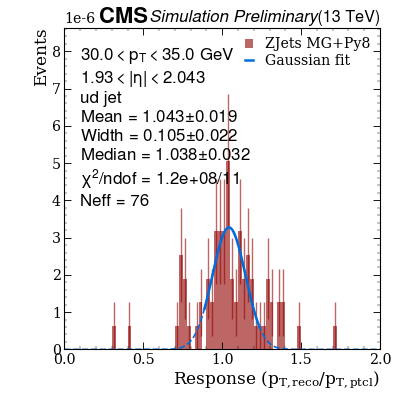 1e-6 CMS Simulation Preliminary (13 TeV)
Events
ZJets MG+Py8
Gaussian fit
30.0 < pT < 35.0 GeV
1.93 < |η| < 2.043
ud jet
Mean = 1.043±0.019
Width = 0.105±0.022
Median = 1.038±0.032
χ²/ndof = 1.2e+08/11
Neff = 76
8
7
6
5
4
3
2
1
0
0.0 0.5 1.0 1.5 2.0
Response (pT,reco/pT,ptcl)